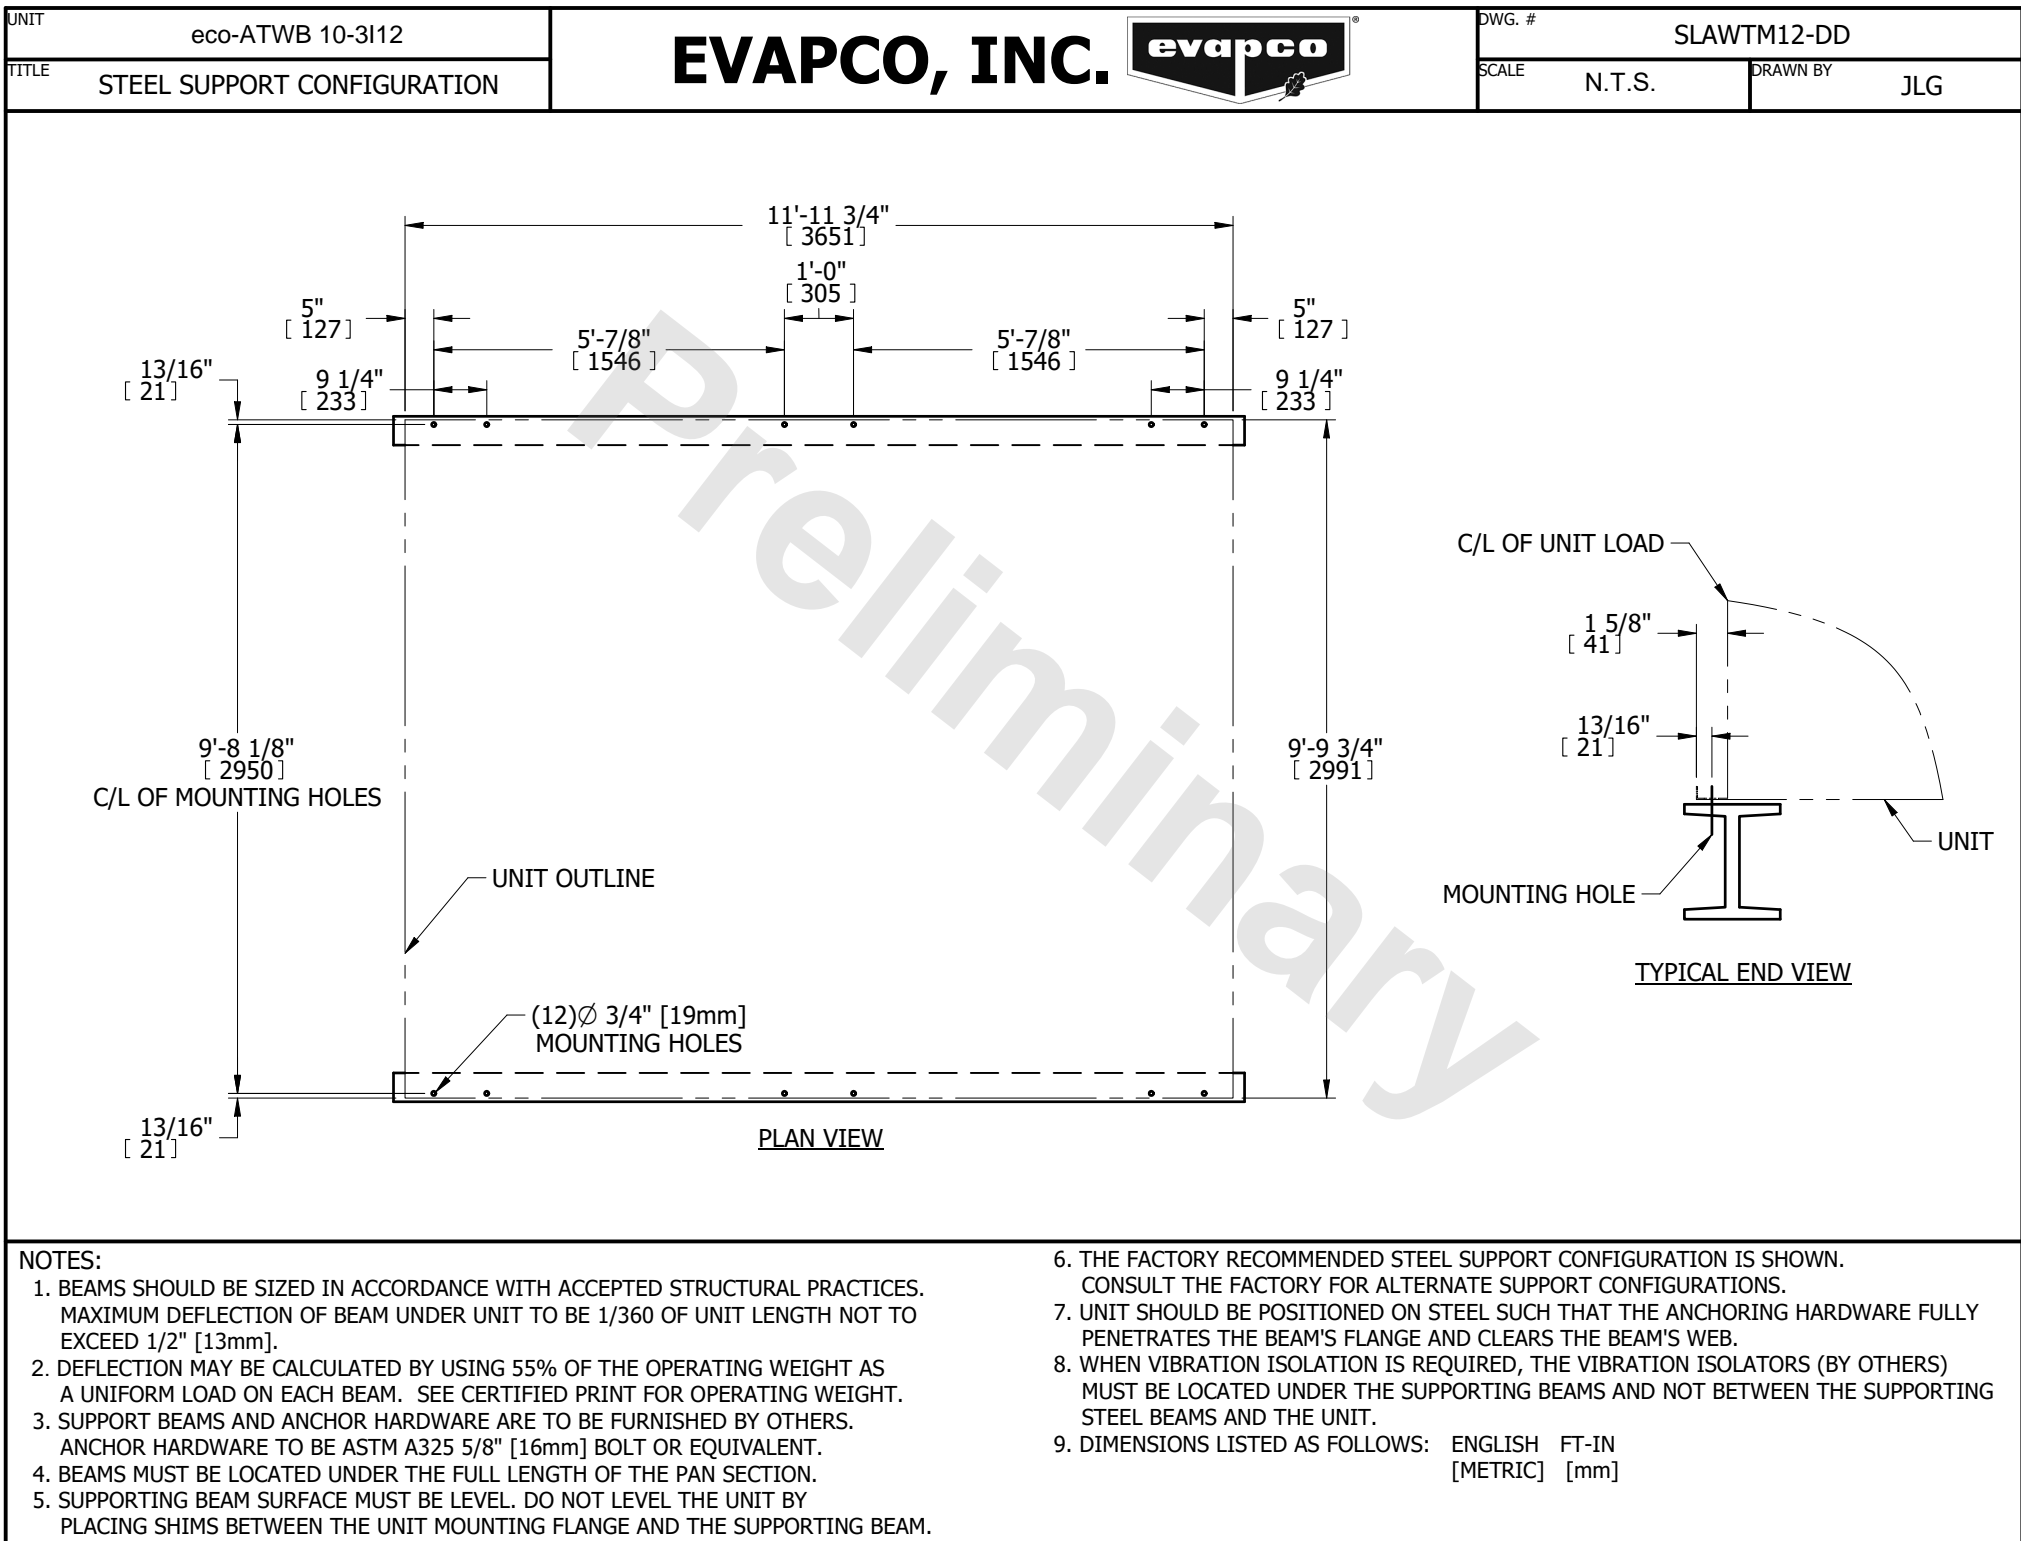 UNIT
eco-ATWB 10-3I12
TITLE
STEEL SUPPORT CONFIGURATION
EVAPCO, INC.
evapco
®
DWG. #
SLAWTM12-DD
SCALE
N.T.S.
DRAWN BY
JLG
11'-11 3/4"
[ 3651 ]
1'-0"
[ 305 ]
5"
[ 127 ]
5"
[ 127 ]
5'-7/8"
[ 1546 ]
5'-7/8"
[ 1546 ]
13/16"
[ 21 ]
9 1/4"
[ 233 ]
9 1/4"
[ 233 ]
Preliminary
C/L OF UNIT LOAD
1 5/8"
[ 41 ]
13/16"
[ 21 ]
9'-8 1/8"
[ 2950 ]
C/L OF MOUNTING HOLES
9'-9 3/4"
[ 2991 ]
UNIT
MOUNTING HOLE
UNIT OUTLINE
TYPICAL END VIEW
(12)∅ 3/4" [19mm]
MOUNTING HOLES
13/16"
[ 21 ]
PLAN VIEW
NOTES:
1. BEAMS SHOULD BE SIZED IN ACCORDANCE WITH ACCEPTED STRUCTURAL PRACTICES.
MAXIMUM DEFLECTION OF BEAM UNDER UNIT TO BE 1/360 OF UNIT LENGTH NOT TO
EXCEED 1/2" [13mm].
2. DEFLECTION MAY BE CALCULATED BY USING 55% OF THE OPERATING WEIGHT AS
A UNIFORM LOAD ON EACH BEAM. SEE CERTIFIED PRINT FOR OPERATING WEIGHT.
3. SUPPORT BEAMS AND ANCHOR HARDWARE ARE TO BE FURNISHED BY OTHERS.
ANCHOR HARDWARE TO BE ASTM A325 5/8" [16mm] BOLT OR EQUIVALENT.
4. BEAMS MUST BE LOCATED UNDER THE FULL LENGTH OF THE PAN SECTION.
5. SUPPORTING BEAM SURFACE MUST BE LEVEL. DO NOT LEVEL THE UNIT BY
PLACING SHIMS BETWEEN THE UNIT MOUNTING FLANGE AND THE SUPPORTING BEAM.
6. THE FACTORY RECOMMENDED STEEL SUPPORT CONFIGURATION IS SHOWN.
CONSULT THE FACTORY FOR ALTERNATE SUPPORT CONFIGURATIONS.
7. UNIT SHOULD BE POSITIONED ON STEEL SUCH THAT THE ANCHORING HARDWARE FULLY
PENETRATES THE BEAM'S FLANGE AND CLEARS THE BEAM'S WEB.
8. WHEN VIBRATION ISOLATION IS REQUIRED, THE VIBRATION ISOLATORS (BY OTHERS)
MUST BE LOCATED UNDER THE SUPPORTING BEAMS AND NOT BETWEEN THE SUPPORTING
STEEL BEAMS AND THE UNIT.
9. DIMENSIONS LISTED AS FOLLOWS: ENGLISH FT-IN
[METRIC] [mm]